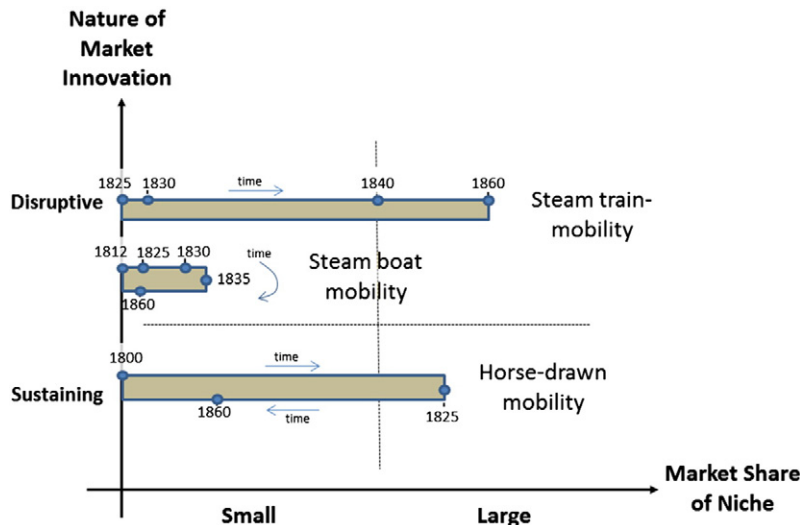 Nature of
Market
Innovation
1825 1830 time 1840 1860
Disruptive
Steam train-
mobility
1812 1825 1830 time
1835
1860
Steam boat
mobility
1800
time
Sustaining
1860
time
1825
Horse-drawn
mobility
Small Large
Market Share
of Niche